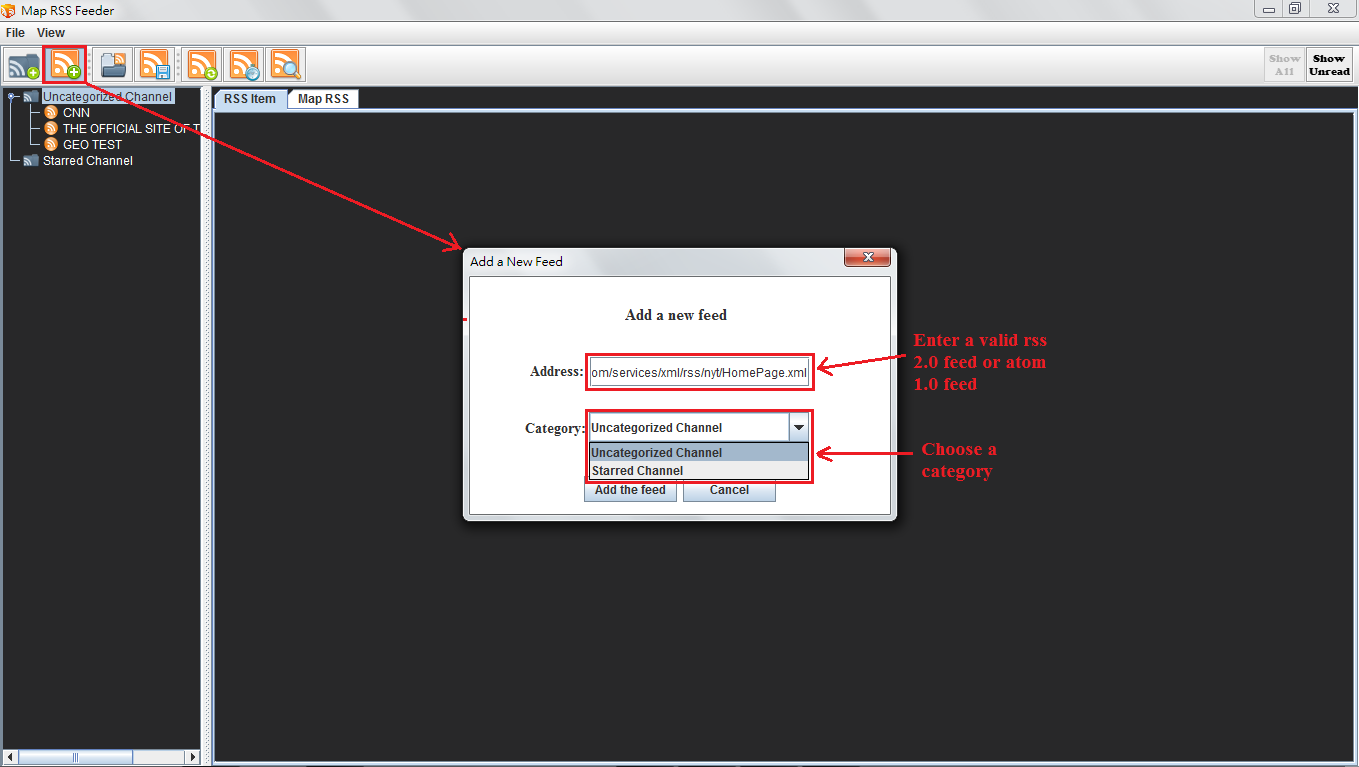 Map RSS Feeder
File View
Show All
Show Unread
Uncategorized Channel
CNN
THE OFFICIAL SITE OF T
GEO TEST
Starred Channel
RSS Item
Map RSS
Add a New Feed
Add a new feed
Address: om/services/xml/rss/nyt/HomePage.xml
Category: Uncategorized Channel
Uncategorized Channel
Starred Channel
Add the feed
Cancel
Enter a valid rss
2.0 feed or atom
1.0 feed
Choose a
category